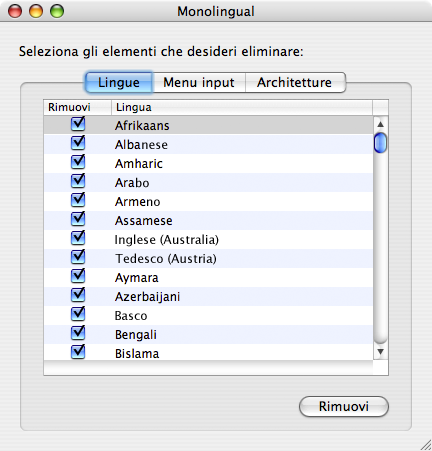 Monolingual
Seleziona gli elementi che desideri eliminare:
Lingue Menu input Architetture
Rimuovi Lingua
Afrikaans
Albanese
Amharic
Arabo
Armeno
Assamese
Inglese (Australia)
Tedesco (Austria)
Aymara
Azerbaijani
Basco
Bengali
Bislama
Rimuovi